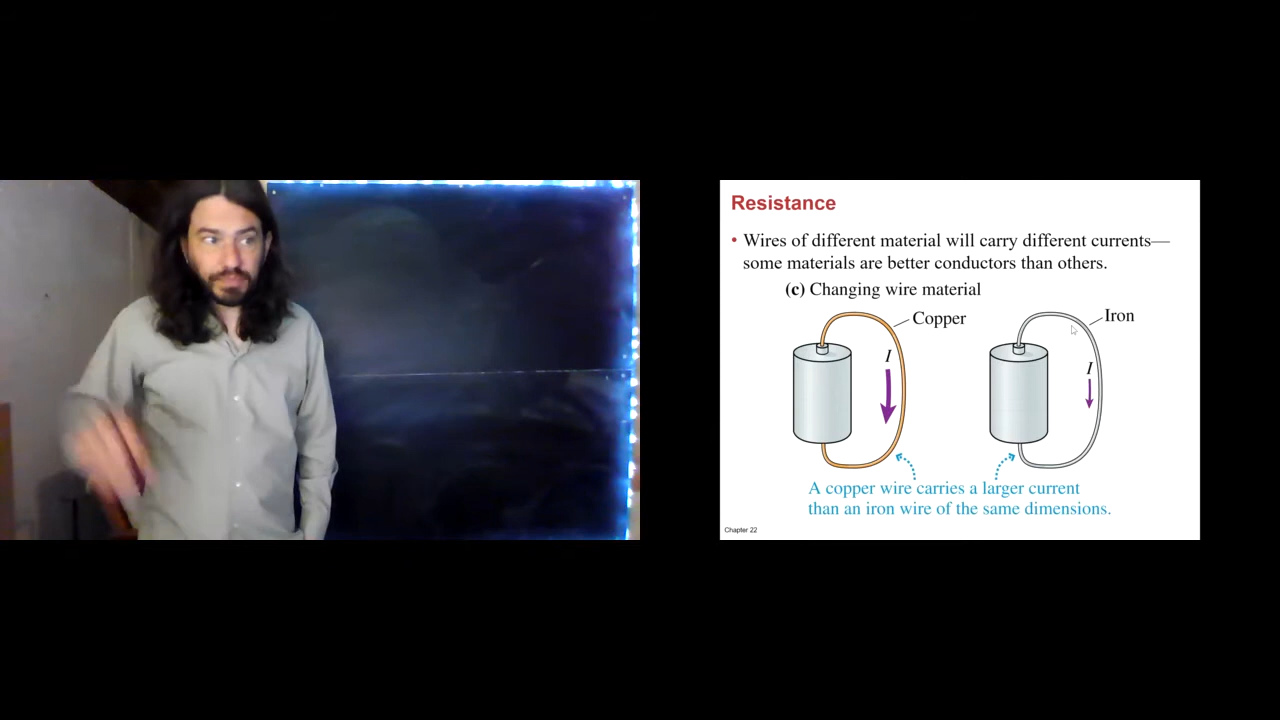 Resistance
• Wires of different material will carry different currents—
some materials are better conductors than others.
(c) Changing wire material
Copper
I
Iron
I
A copper wire carries a larger current
than an iron wire of the same dimensions.
Chapter 22